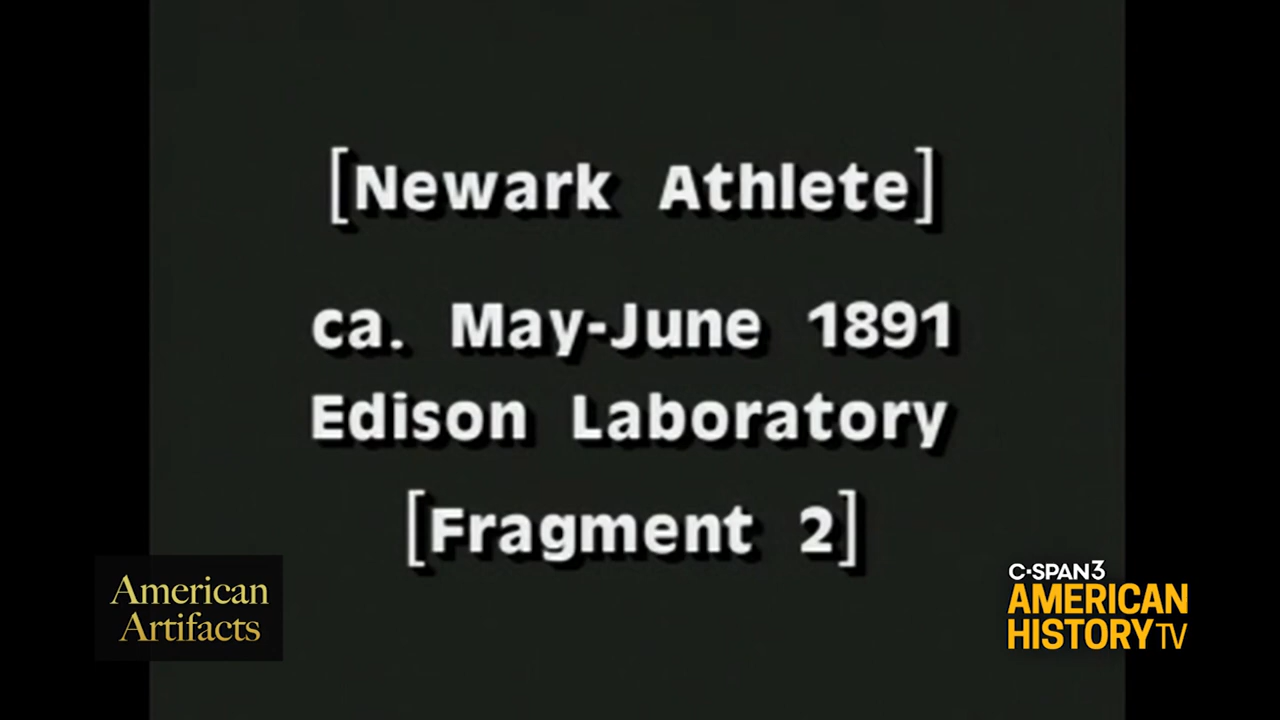 [Newark Athlete]
ca. May-June 1891
Edison Laboratory
[Fragment 2]
American
Artifacts
C-SPAN3
AMERICAN
HISTORY TV